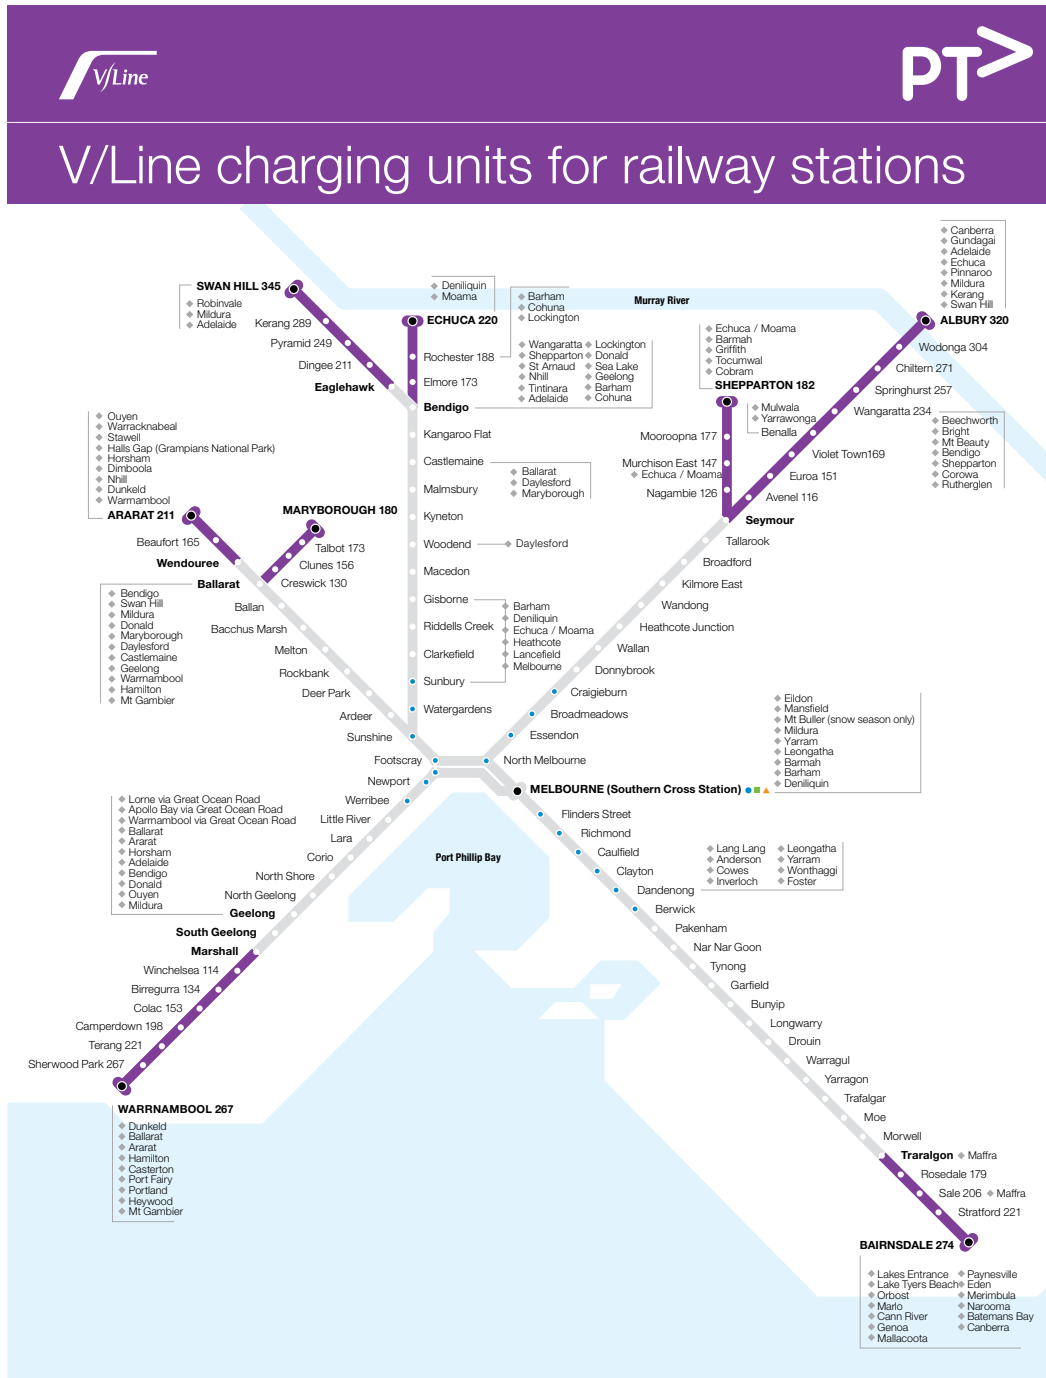 V/Line
PT
V/Line charging units for railway stations
Murray River
SWAN HILL 345
Robinvale
Mildura
Adelaide
Kerang 289
Pyramid 249
Dingee 211
Eaglehawk
Deniliquin
Moama
ECHUCA 220
Barham
Cohuna
Lockington
Rochester 188
Elmore 173
Bendigo
Wangaratta
Shepparton
St Arnaud
Nhill
Tintinara
Adelaide
Lockington
Donald
Sea Lake
Geelong
Barham
Cohuna
Kangaroo Flat
Castlemaine
Ballarat
Daylesford
Maryborough
Malmsbury
Kyneton
Woodend
Daylesford
Macedon
Gisborne
Riddells Creek
Clarkefield
Sunbury
Barham
Deniliquin
Echuca / Moama
Heathcote
Lancefield
Melbourne
Watergardens
Canberra
Gundagai
Adelaide
Echuca
Pinnaroo
Mildura
Kerang
Swan Hill
ALBURY 320
Wodonga 304
Chiltern 271
Springhurst 257
Wangaratta 234
Beechworth
Bright
Mt Beauty
Bendigo
Shepparton
Corowa
Rutherglen
Mulwala
Yarrawonga
Benalla
Violet Town169
Euroa 151
Avenel 116
Seymour
Echuca / Moama
Barmah
Griffith
Tocumwal
Cobram
SHEPPARTON 182
Mooroopna 177
Murchison East 147
Echuca / Moama
Nagambie 126
Tallarook
Broadford
Kilmore East
Wandong
Heathcote Junction
Wallan
Donnybrook
Craigieburn
Broadmeadows
Essendon
North Melbourne
Ouyen
Warracknabeal
Stawell
Halls Gap (Grampians National Park)
Horsham
Dimboola
Nhill
Dunkeld
Warrnambool
ARARAT 211
Beaufort 165
Wendouree
MARYBOROUGH 180
Talbot 173
Clunes 156
Creswick 130
Ballarat
Bendigo
Swan Hill
Mildura
Donald
Maryborough
Daylesford
Castlemaine
Geelong
Warrnambool
Hamilton
Mt Gambier
Ballan
Bacchus Marsh
Melton
Rockbank
Deer Park
Ardeer
Sunshine
Footscray
Newport
Werribee
Little River
Lara
Corio
North Shore
North Geelong
Geelong
Lorne via Great Ocean Road
Apollo Bay via Great Ocean Road
Warrnambool via Great Ocean Road
Ballarat
Ararat
Horsham
Adelaide
Bendigo
Donald
Ouyen
Mildura
South Geelong
Marshall
Winchelsea 114
Birregurra 134
Colac 153
Camperdown 198
Terang 221
Sherwood Park 267
WARRNAMBOOL 267
Dunkeld
Ballarat
Ararat
Hamilton
Casterton
Port Fairy
Portland
Heywood
Mt Gambier
Port Phillip Bay
MELBOURNE (Southern Cross Station)
Eildon
Mansfield
Mt Buller (snow season only)
Mildura
Yarram
Leongatha
Barmah
Barham
Deniliquin
Flinders Street
Richmond
Caulfield
Clayton
Dandenong
Lang Lang
Anderson
Cowes
Inverloch
Leongatha
Yarram
Wonthaggi
Foster
Berwick
Pakenham
Nar Nar Goon
Tynong
Garfield
Bunyip
Longwarry
Drouin
Warragul
Yarragon
Trafalgar
Moe
Morwell
Traralgon
Maffra
Rosedale 179
Sale 206
Maffra
Stratford 221
BAIRNSDALE 274
Lakes Entrance
Lake Tyers Beach
Orbost
Marlo
Cann River
Genoa
Mallacoota
Paynesville
Eden
Merimbula
Narooma
Batemans Bay
Canberra